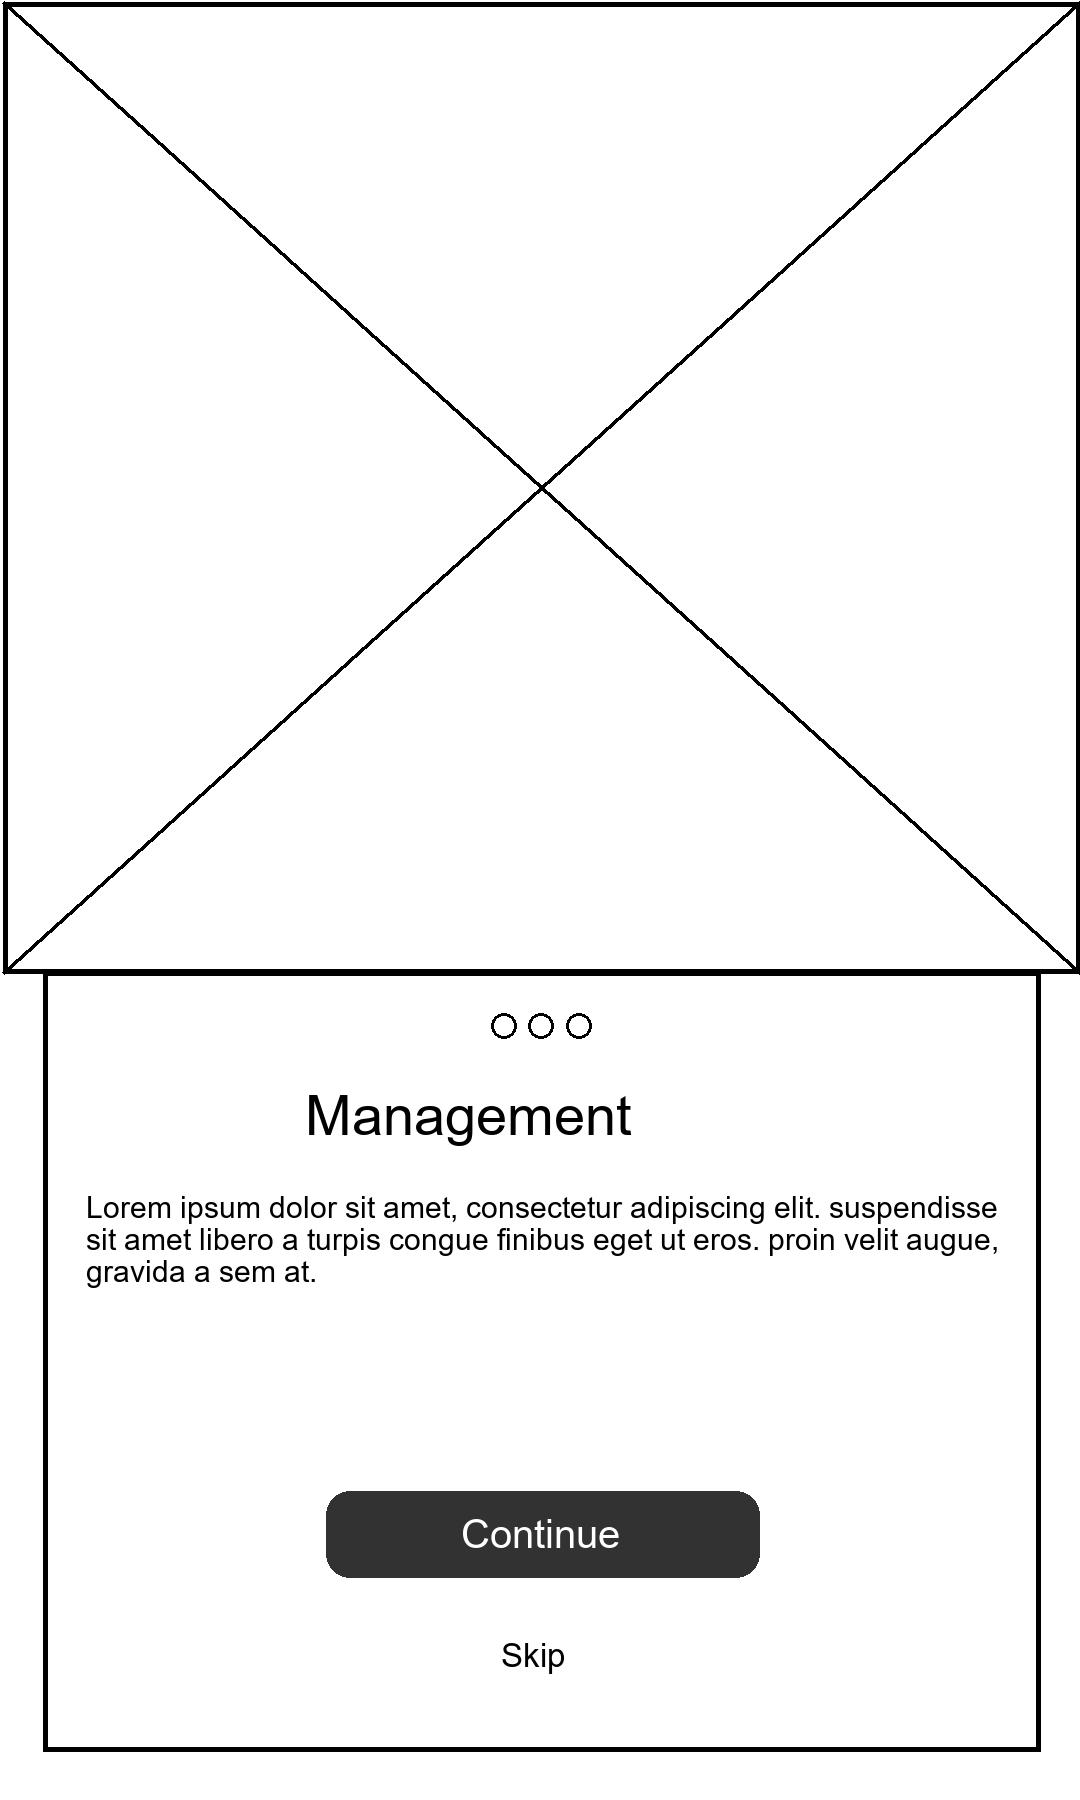 Management
Lorem ipsum dolor sit amet, consectetur adipiscing elit. suspendisse
sit amet libero a turpis congue finibus eget ut eros. proin velit augue,
gravida a sem at.
Continue
Skip